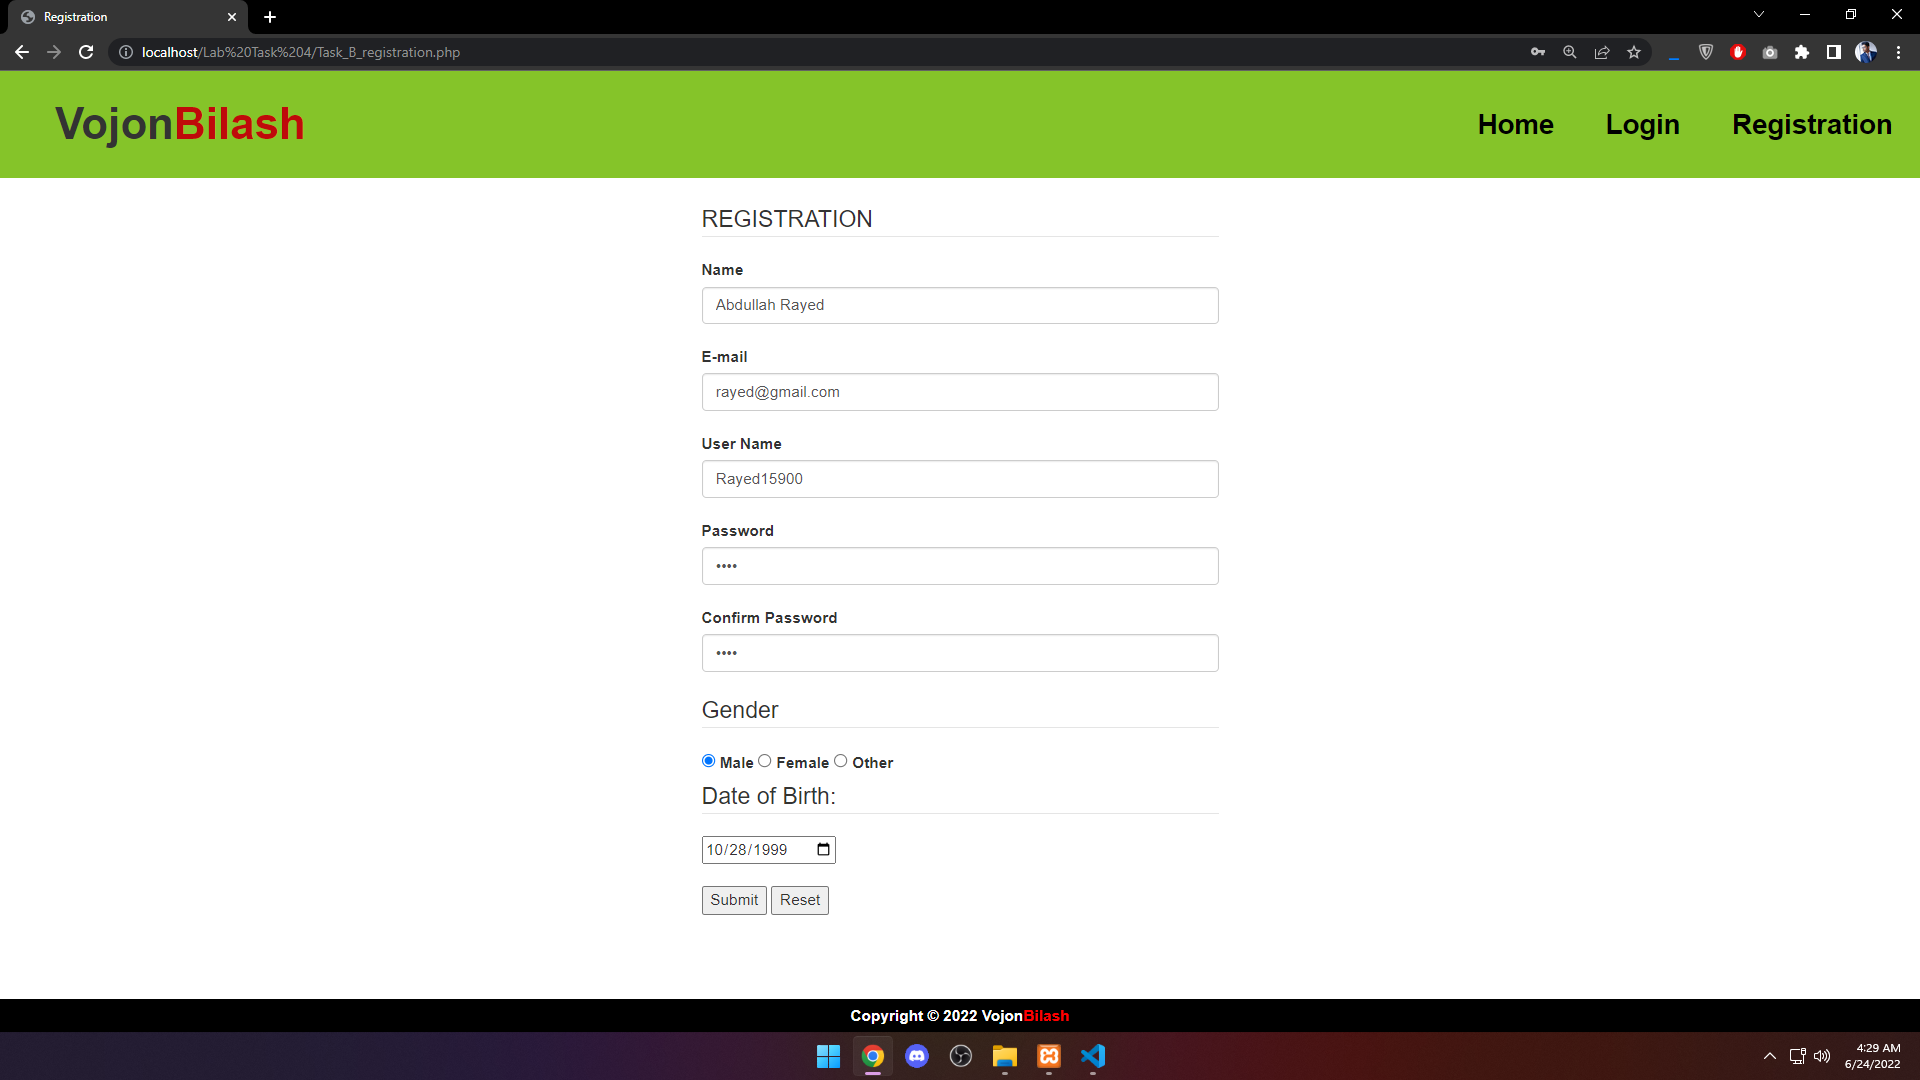 Registration
localhost/Lab%20Task%204/Task_B_registration.php
VojonBilash
Home Login Registration
REGISTRATION
Name
Abdullah Rayed
E-mail
rayed@gmail.com
User Name
Rayed15900
Password
••••
Confirm Password
••••
Gender
Male Female Other
Date of Birth:
10/28/1999
Submit Reset
Copyright © 2022 VojonBilash
4:29 AM
6/24/2022